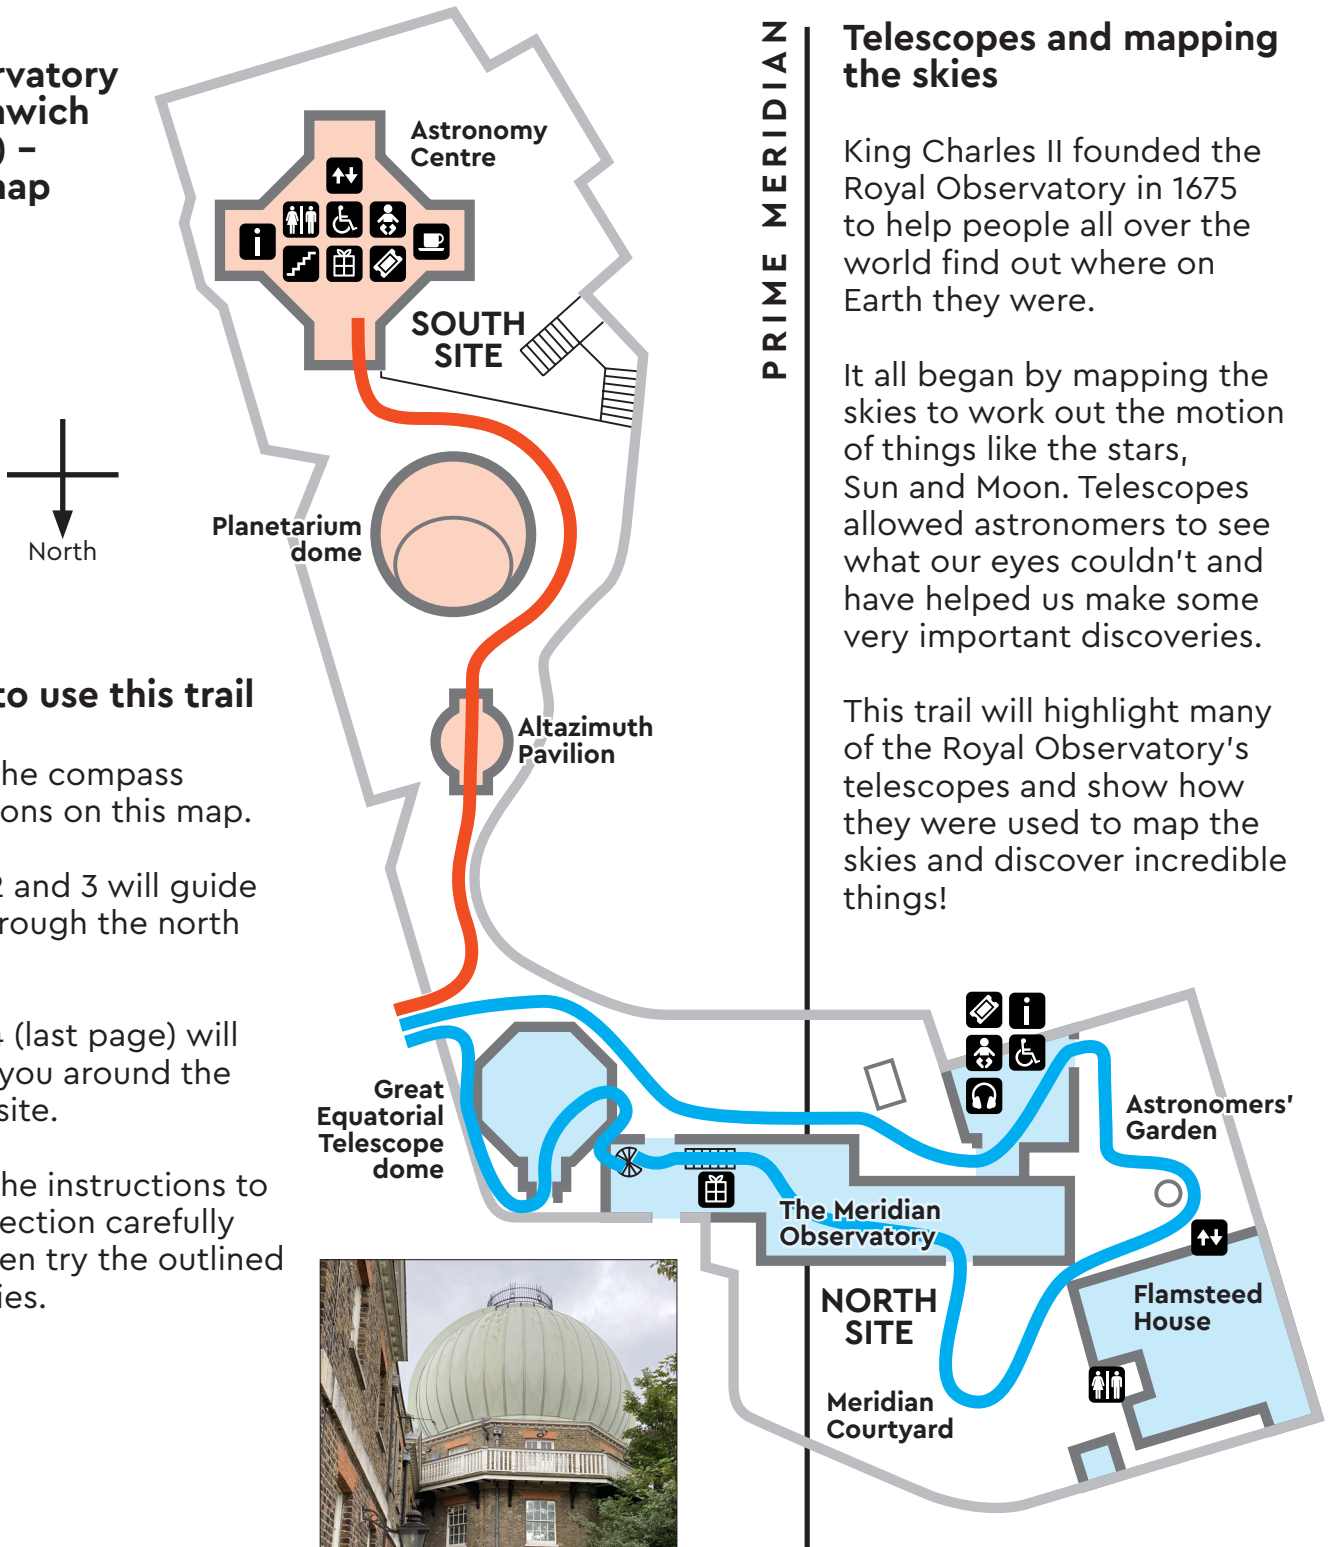 rvatory
nwich
) –
nap
North
to use this trail
he compass
ons on this map.
2 and 3 will guide
rough the north
4 (last page) will
you around the
site.
he instructions to
ection carefully
en try the outlined
ies.
Astronomy
Centre
SOUTH
SITE
Planetarium
dome
Altazimuth
Pavilion
Great
Equatorial
Telescope
dome
The Meridian
Observatory
NORTH
SITE
Meridian
Courtyard
Astronomers'
Garden
Flamsteed
House
PRIME MERIDIAN
Telescopes and mapping
the skies
King Charles II founded the
Royal Observatory in 1675
to help people all over the
world find out where on
Earth they were.
It all began by mapping the
skies to work out the motion
of things like the stars,
Sun and Moon. Telescopes
allowed astronomers to see
what our eyes couldn't and
have helped us make some
very important discoveries.
This trail will highlight many
of the Royal Observatory's
telescopes and show how
they were used to map the
skies and discover incredible
things!